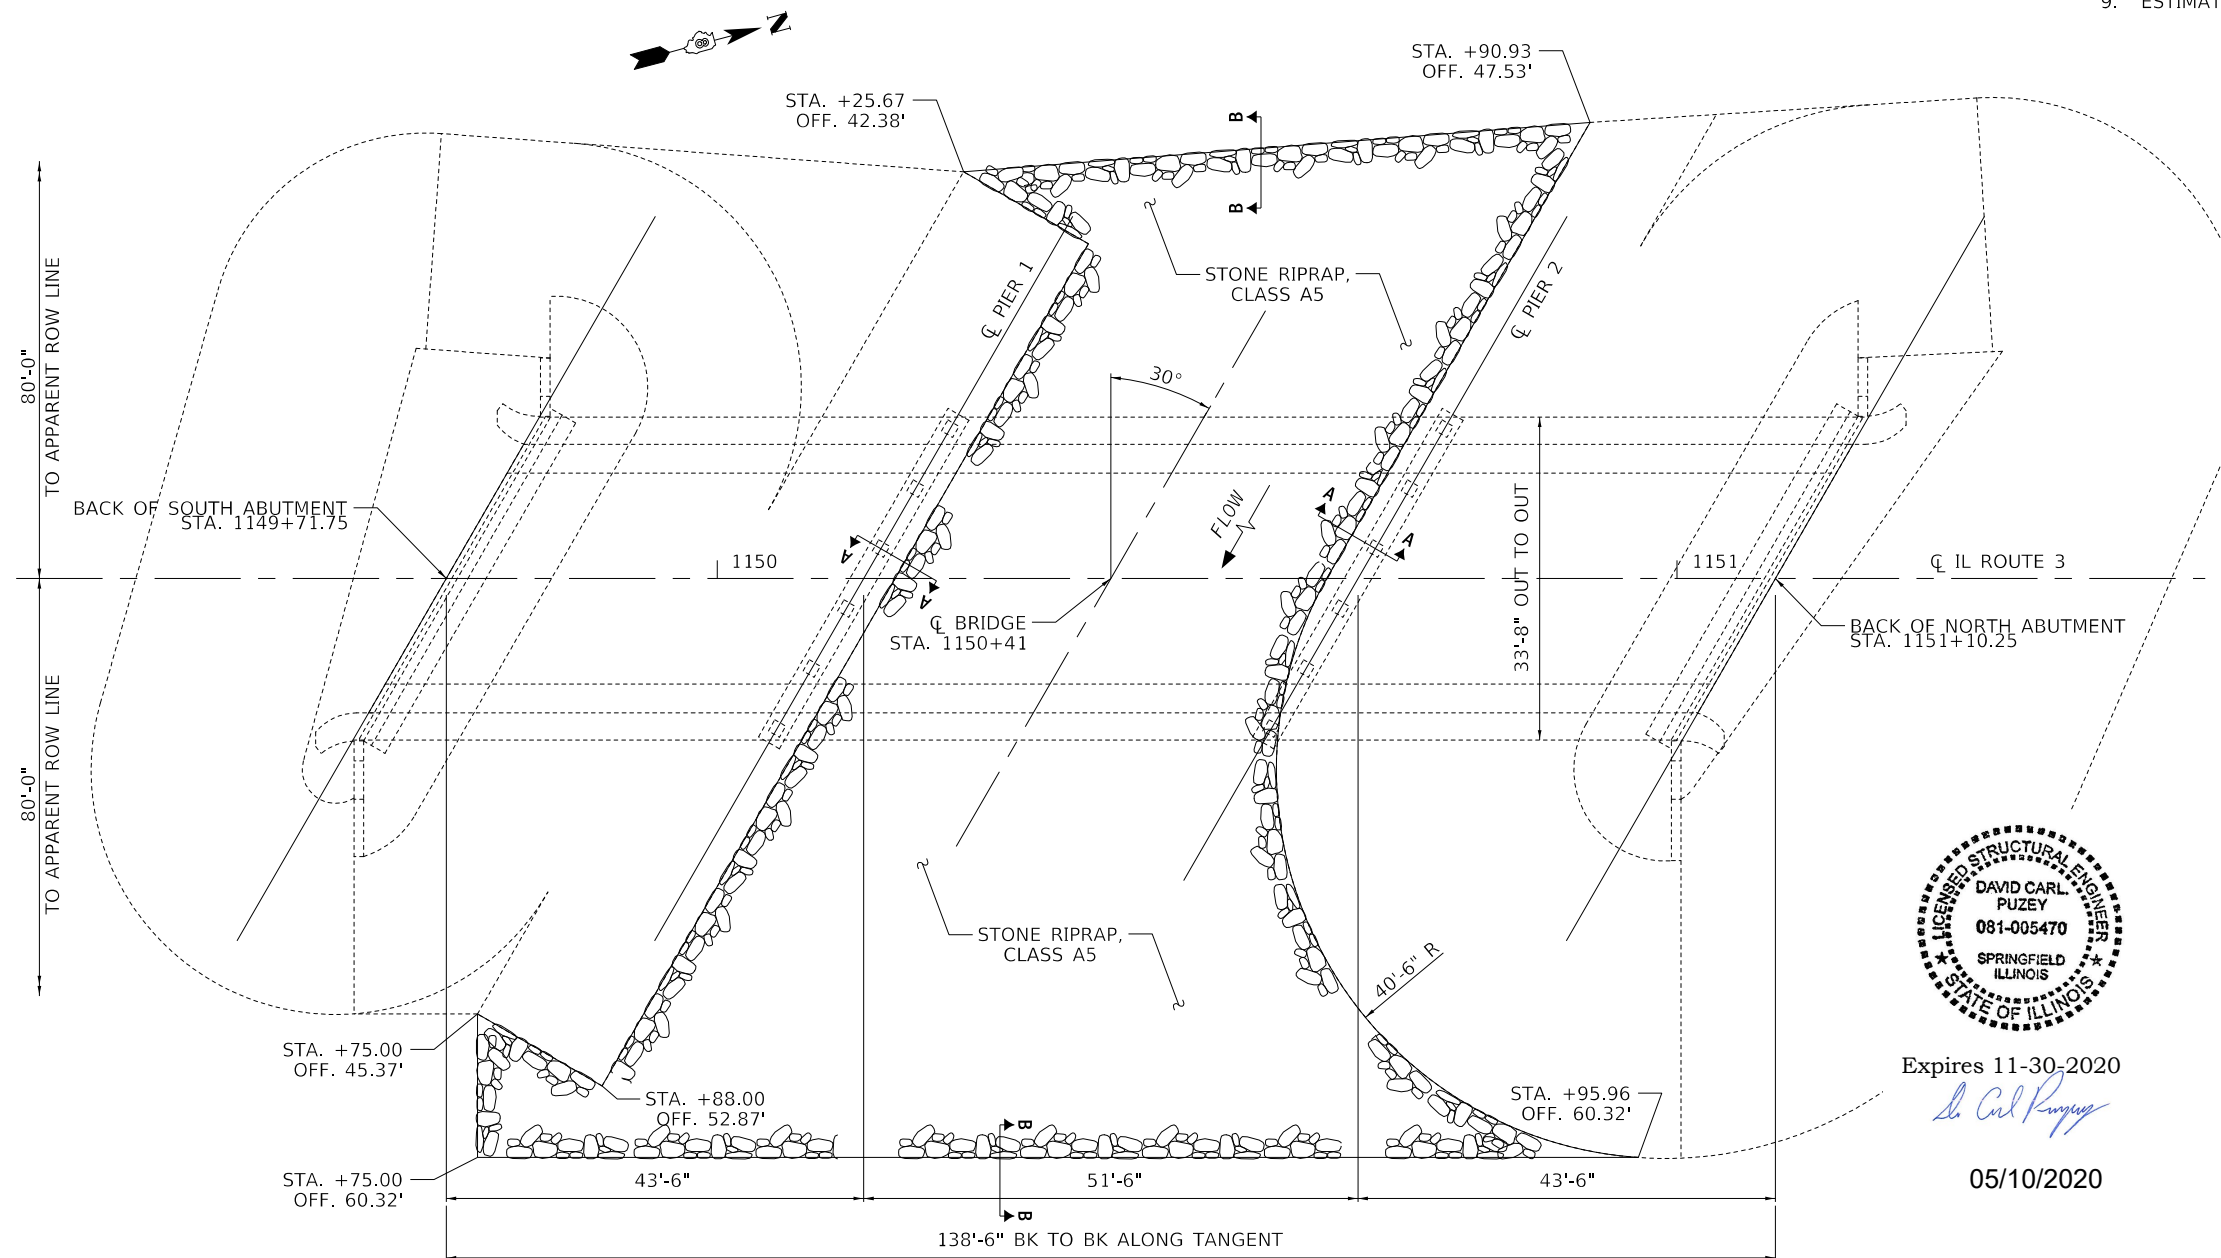 9. ESTIMAT
N
STA. +90.93
OFF. 47.53'
STA. +25.67
OFF. 42.38'
B
B
STONE RIPRAP,
CLASS A5
℄ PIER 1
℄ PIER 2
30°
80'-0"
TO APPARENT ROW LINE
BACK OF SOUTH ABUTMENT
STA. 1149+71.75
FLOW
A
A
A
A
33'-8" OUT TO OUT
1150
1151
℄ IL ROUTE 3
℄ BRIDGE
STA. 1150+41
BACK OF NORTH ABUTMENT
STA. 1151+10.25
80'-0"
TO APPARENT ROW LINE
STONE RIPRAP,
CLASS A5
40'-6" R
LICENSED STRUCTURAL ENGINEER
DAVID CARL.
PUZEY
081-005470
SPRINGFIELD
ILLINOIS
STATE OF ILLINOIS
Expires 11-30-2020
STA. +75.00
OFF. 45.37'
STA. +88.00
OFF. 52.87'
STA. +95.96
OFF. 60.32'
STA. +75.00
OFF. 60.32'
B
B
43'-6"
51'-6"
43'-6"
05/10/2020
138'-6" BK TO BK ALONG TANGENT